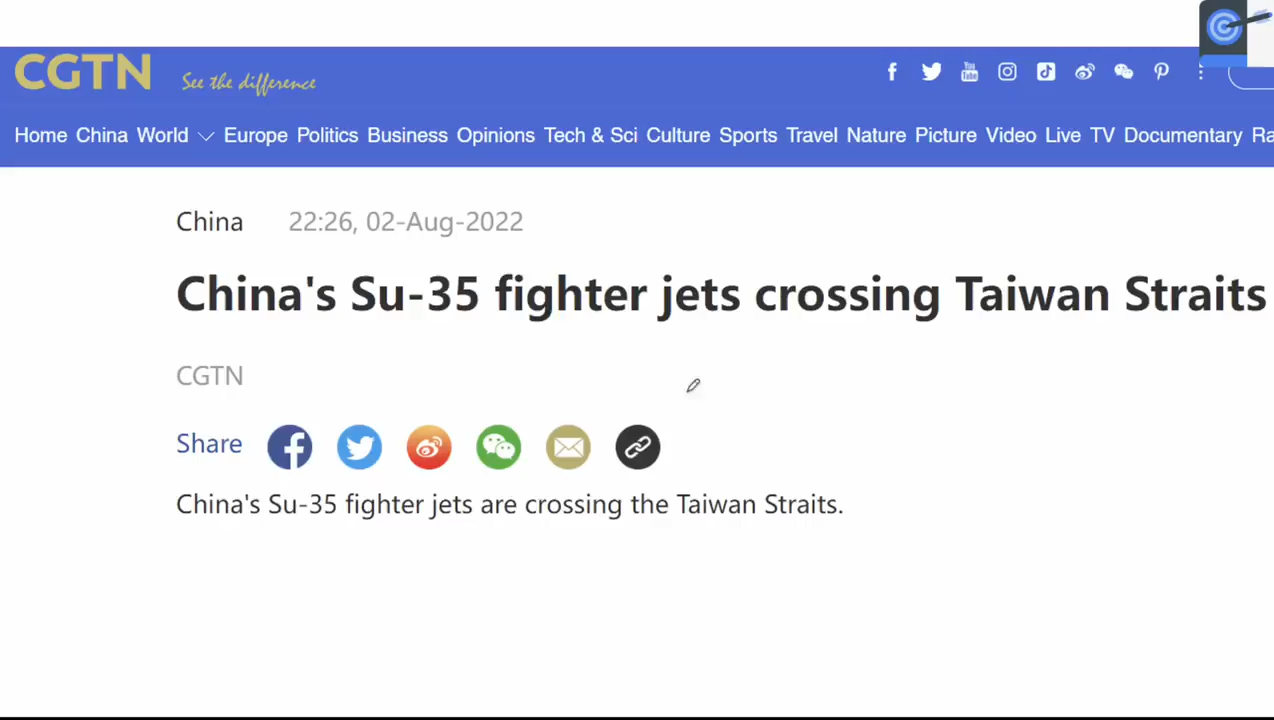 CGTN See the difference
Home China World Europe Politics Business Opinions Tech & Sci Culture Sports Travel Nature Picture Video Live TV Documentary Ra
China 22:26, 02-Aug-2022
China's Su-35 fighter jets crossing Taiwan Straits
CGTN
Share
China's Su-35 fighter jets are crossing the Taiwan Straits.